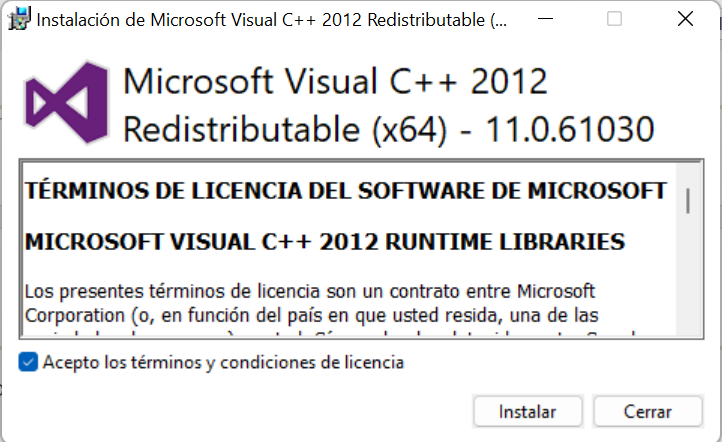 Instalación de Microsoft Visual C++ 2012 Redistributable (...
Microsoft Visual C++ 2012
Redistributable (x64) - 11.0.61030
TÉRMINOS DE LICENCIA DEL SOFTWARE DE MICROSOFT
MICROSOFT VISUAL C++ 2012 RUNTIME LIBRARIES
Los presentes términos de licencia son un contrato entre Microsoft
Corporation (o, en función del país en que usted resida, una de las
Acepto los términos y condiciones de licencia
Instalar
Cerrar